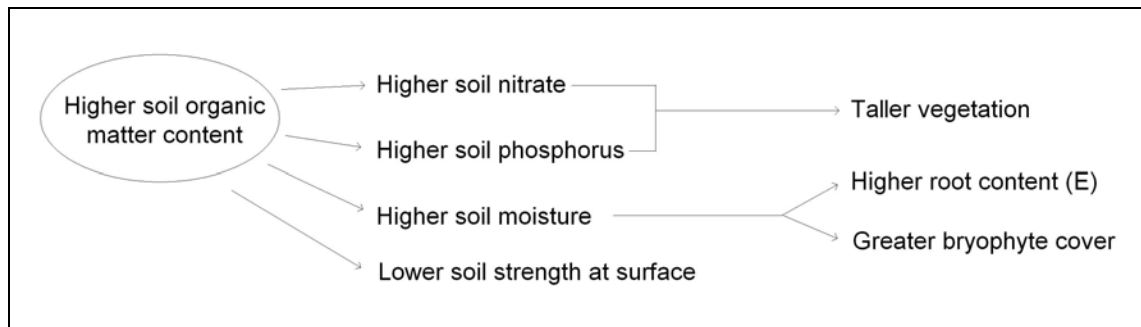 Higher soil organic
matter content
Higher soil nitrate
Higher soil phosphorus
Higher soil moisture
Lower soil strength at surface
Taller vegetation
Higher root content (E)
Greater bryophyte cover